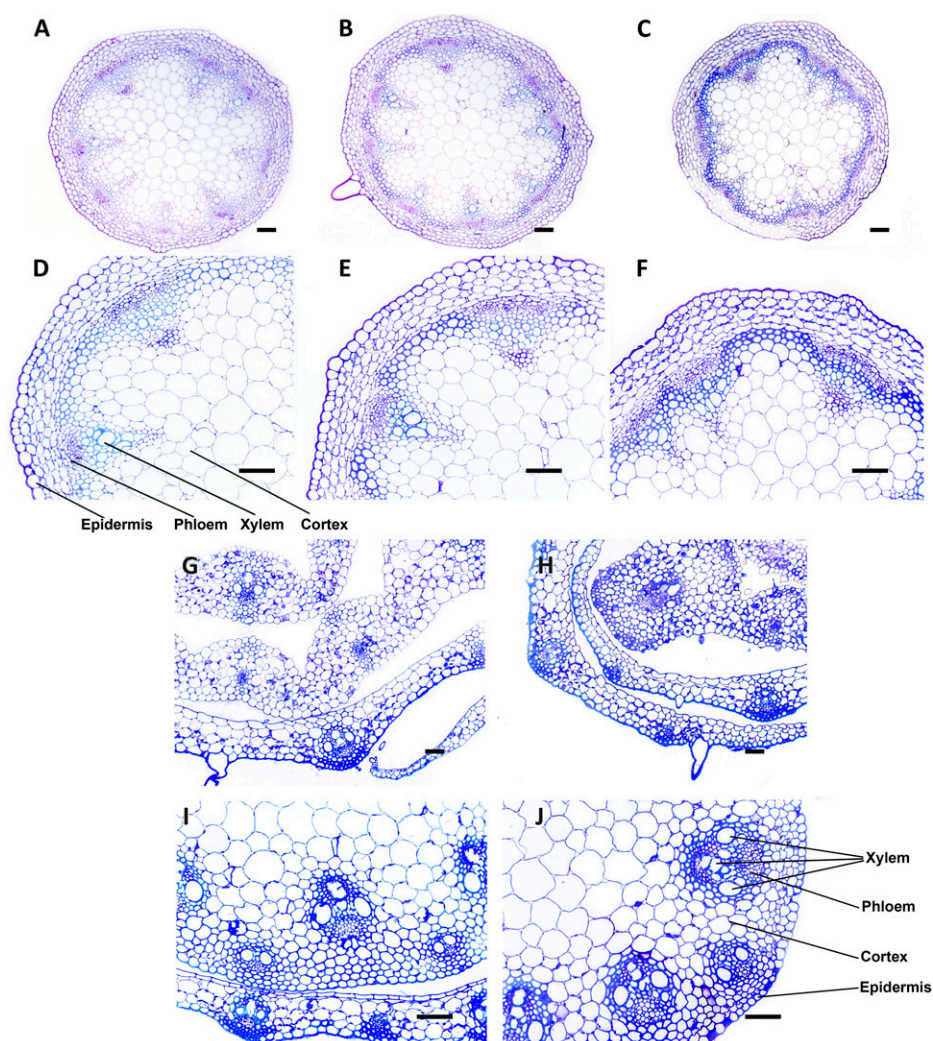 A B C
D E F
Epidermis Phloem Xylem Cortex
G H
I J
Xylem
Phloem
Cortex
Epidermis